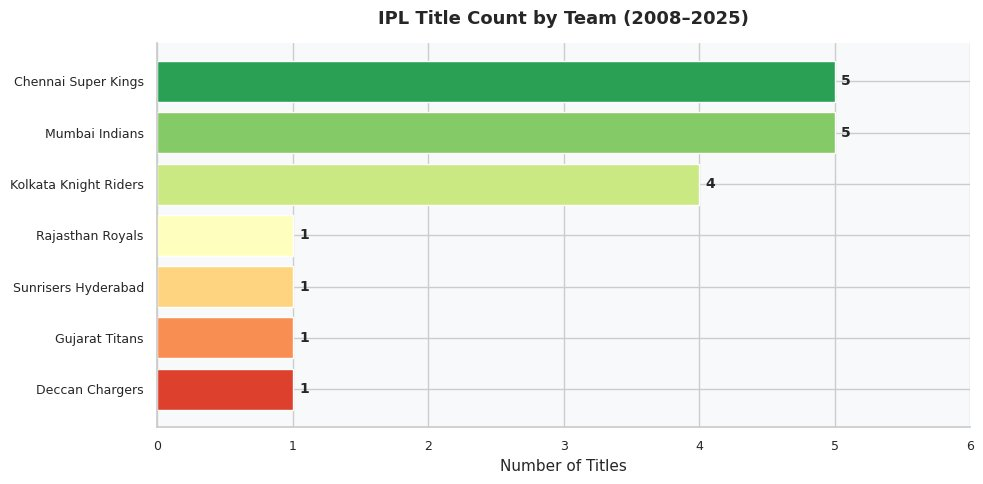 IPL Title Count by Team (2008–2025)
Chennai Super Kings 5
Mumbai Indians 5
Kolkata Knight Riders 4
Rajasthan Royals 1
Sunrisers Hyderabad 1
Gujarat Titans 1
Deccan Chargers 1
0 1 2 3 4 5 6
Number of Titles